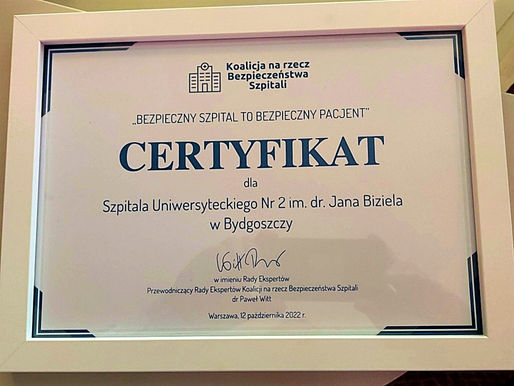 Koalicja na rzecz
Bezpieczeństwa
Szpitali
„BEZPIECZNY SZPITAL TO BEZPIECZNY PACJENT”
CERTYFIKAT
dla
Szpitala Uniwersyteckiego Nr 2 im. dr. Jana Biziela
w Bydgoszczy
w imieniu Rady Ekspertów
Przewodniczący Rady Ekspertów Koalicji na rzecz Bezpieczeństwa Szpitali
dr Paweł Witt
Warszawa, 12 października 2022 r.